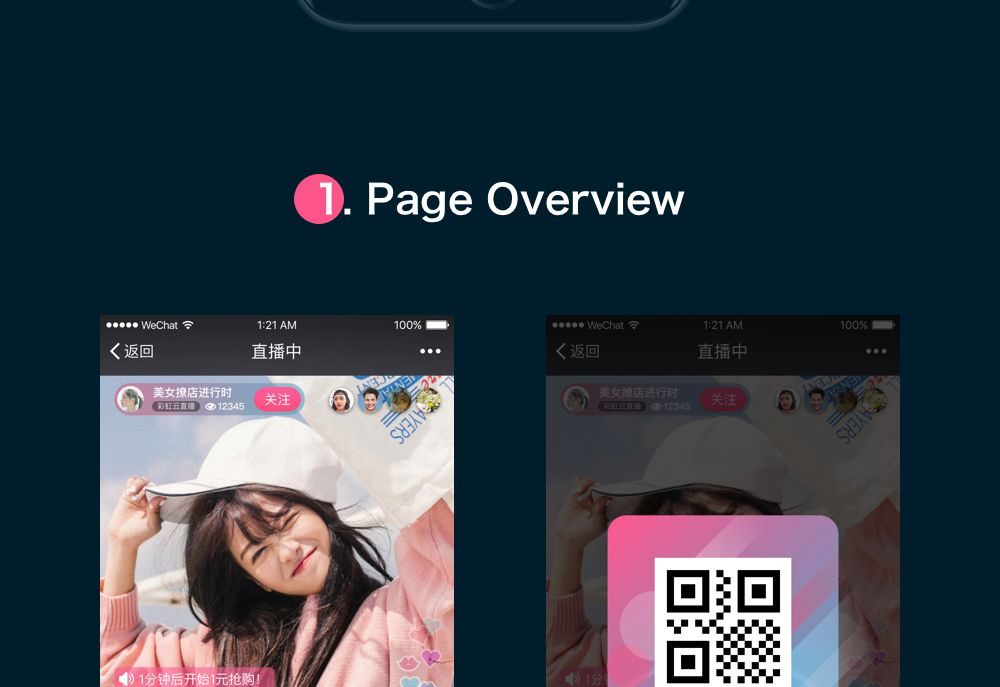 1. Page Overview
WeChat 1:21 AM 100%
返回 直播中
美女撩店进行时
彩虹云直播 12345 关注
1分钟后开始1元抢购!
WeChat 1:21 AM 100%
返回 直播中
美女撩店进行时
彩虹云直播 12345 关注
1分